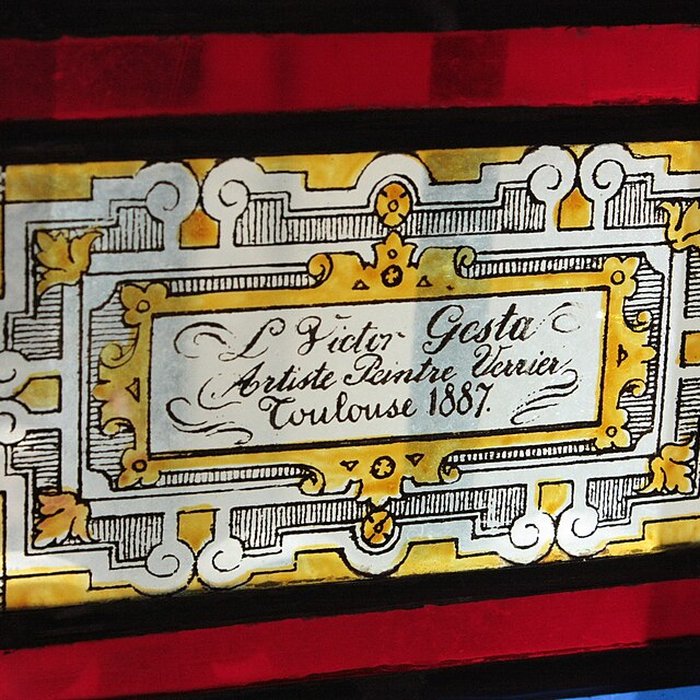 L Victor Gesta
Artiste Peintre Verrier
Toulouse 1887.